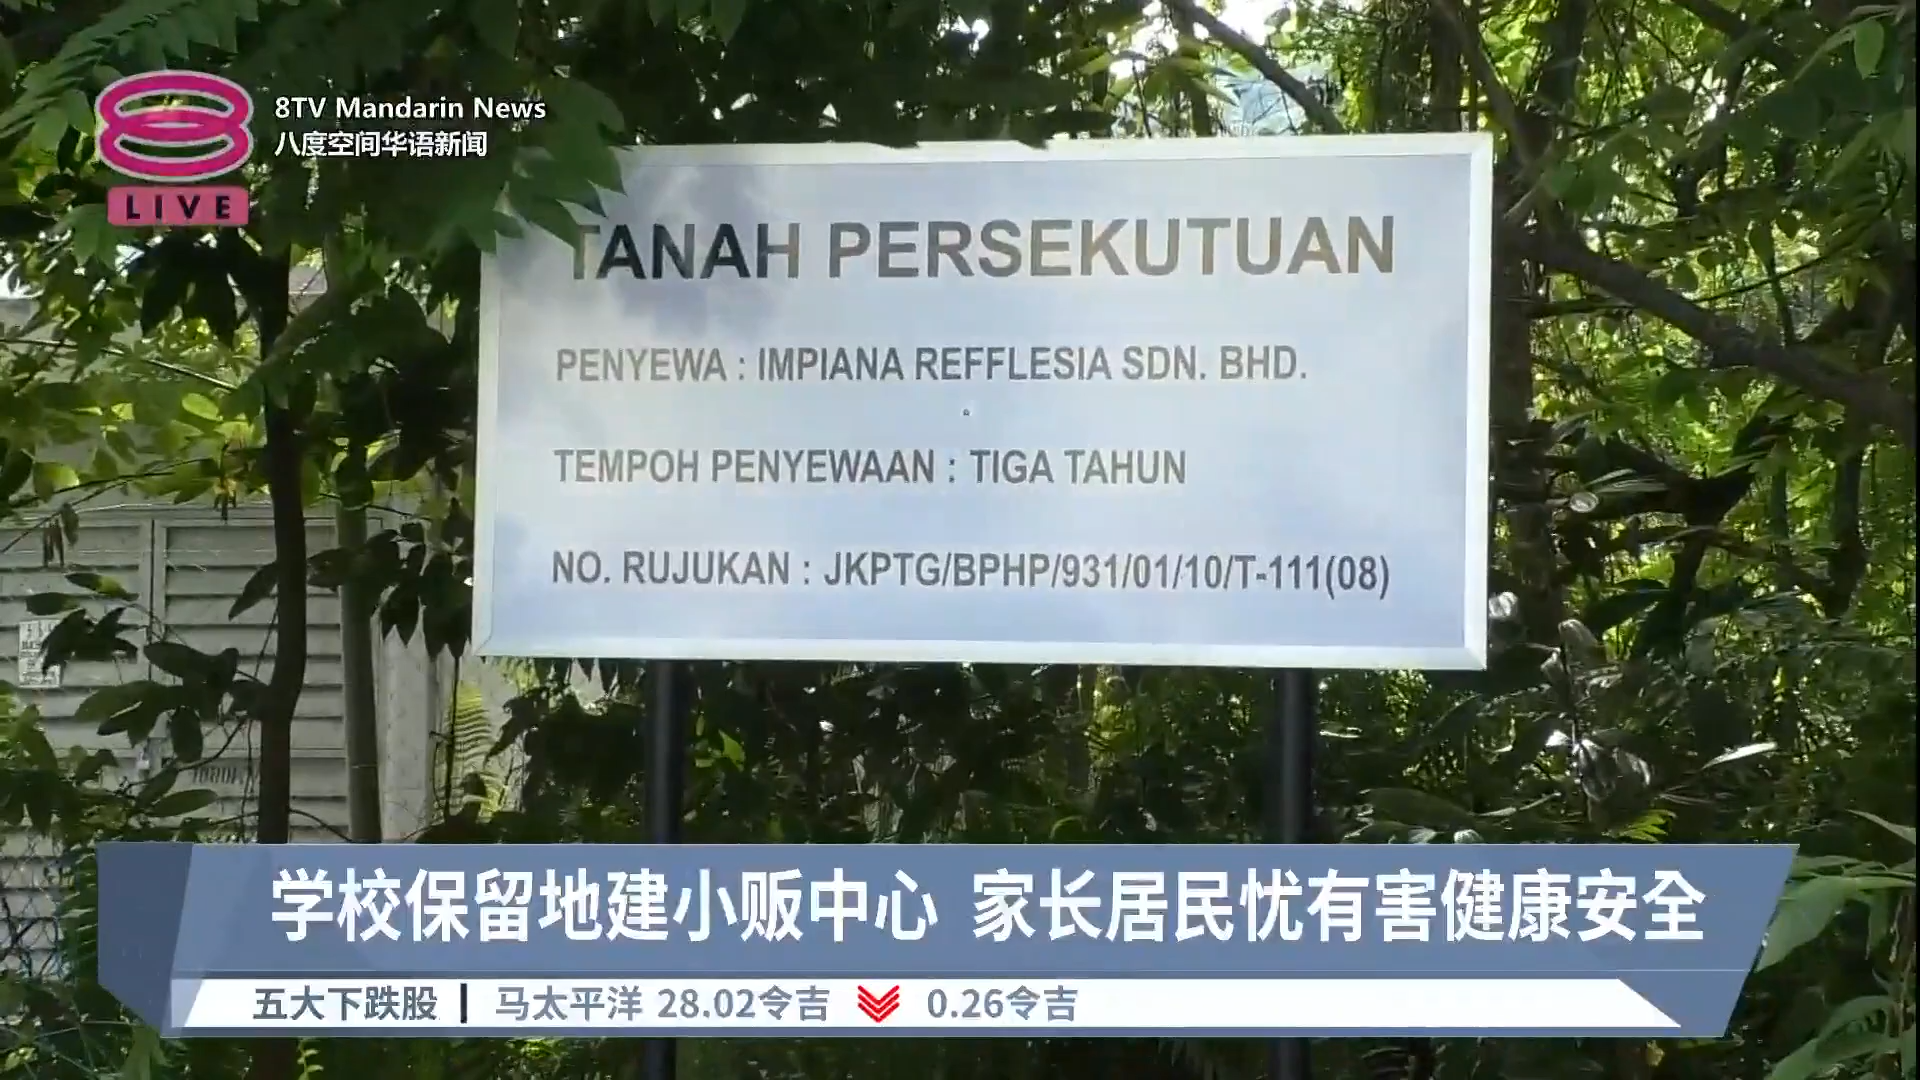 8TV Mandarin News
八度空间华语新闻
LIVE
TANAH PERSEKUTUAN
PENYEWA : IMPIANA REFFLESIA SDN. BHD.
TEMPOH PENYEWAAN : TIGA TAHUN
NO. RUJUKAN : JKPTG/BPHP/931/01/10/T-111(08)
学校保留地建小贩中心 家长居民忧有害健康安全
五大下跌股 | 马太平洋 28.02令吉 0.26令吉